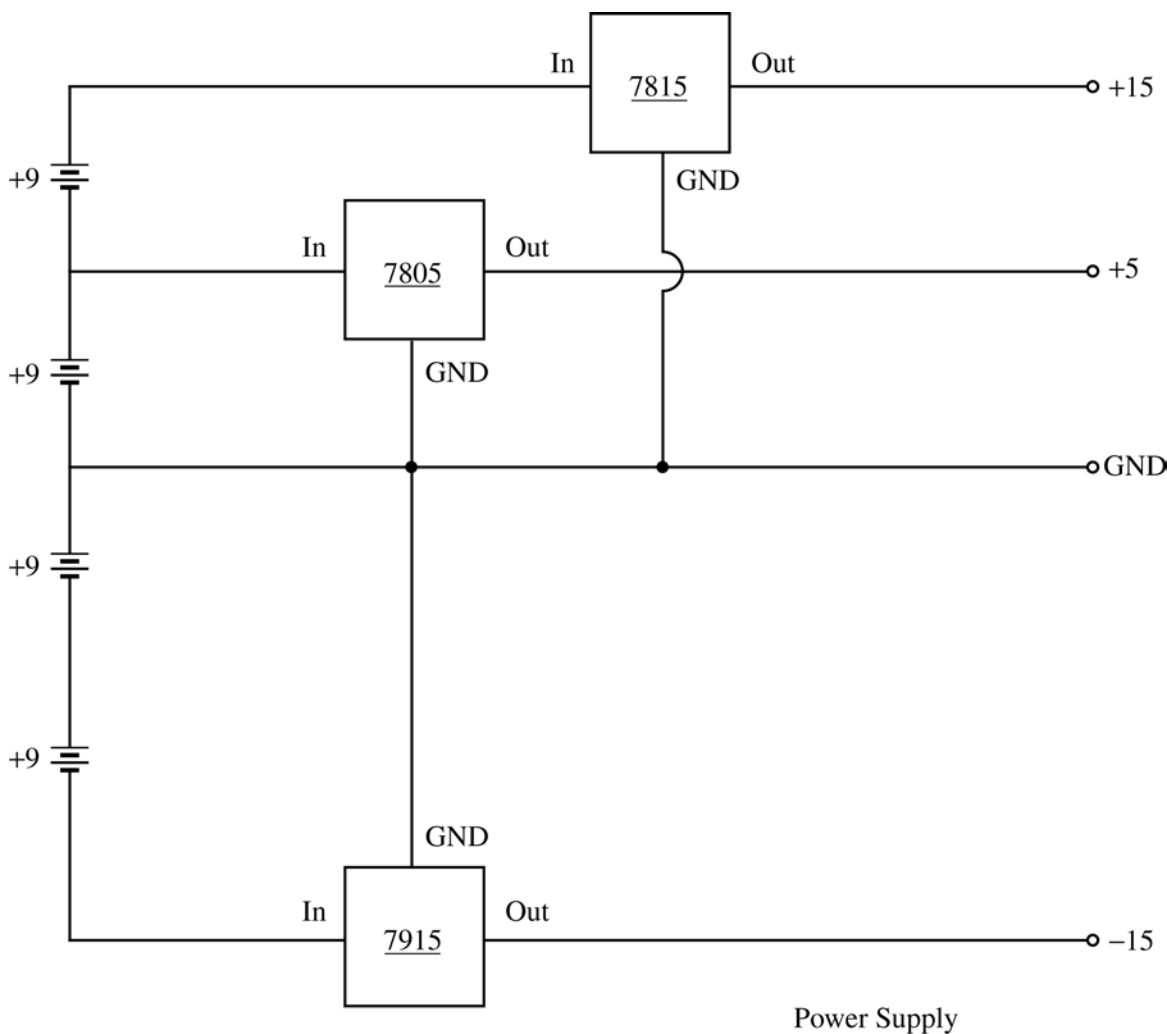 In
7815
Out
+15
+9
GND
In
7805
Out
+5
+9
GND
GND
+9
+9
GND
In
7915
Out
−15
Power Supply